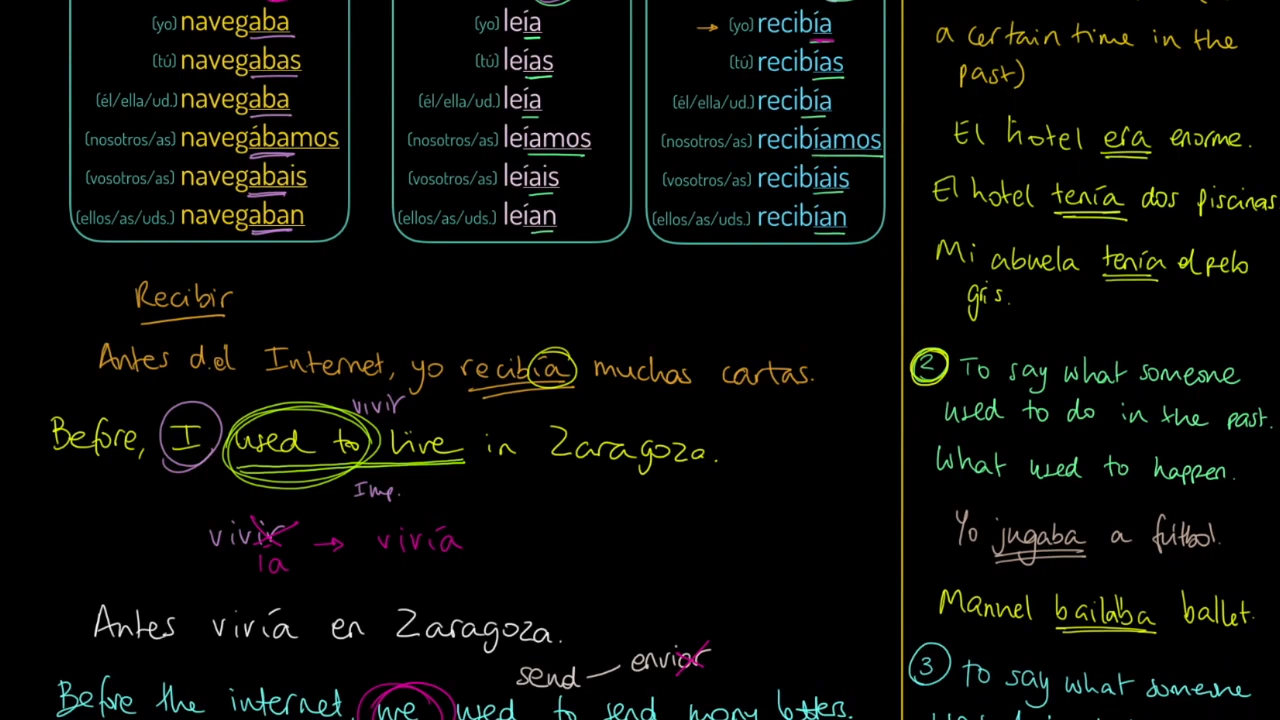 (yo) navegaba
(tú) navegabas
(él/ella/ud.) navegaba
(nosotros/as) navegábamos
(vosotros/as) navegabais
(ellos/as/uds.) navegaban
(yo) leía
(tú) leías
(él/ella/ud.) leía
(nosotros/as) leíamos
(vosotros/as) leíais
(ellos/as/uds.) leían
→ (yo) recibía
(tú) recibías
(él/ella/ud.) recibía
(nosotros/as) recibíamos
(vosotros/as) recibíais
(ellos/as/uds.) recibían
Recibir
Antes del Internet, yo recibía muchas cartas.
vivir
Before, I used to live in Zaragoza.
Imp.
vivir → vivía
ía
Antes vivía en Zaragoza.
send — enviar
Before the internet, we used to send many letters.
a certain time in the
past)
El hotel era enorme.
El hotel tenía dos piscinas
Mi abuela tenía el pelo
gris.
2 To say what someone
used to do in the past.
What used to happen.
Yo jugaba a fútbol.
Manuel bailaba ballet.
3 To say what someone